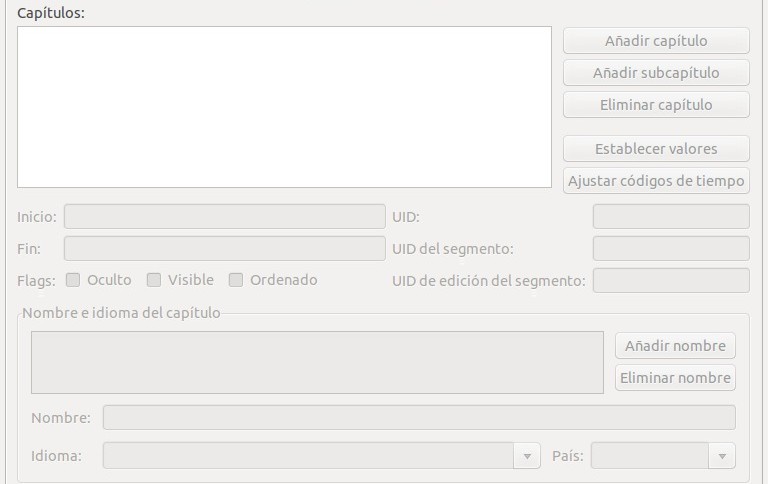 Capítulos:
Añadir capítulo
Añadir subcapítulo
Eliminar capítulo
Establecer valores
Ajustar códigos de tiempo
Inicio:
UID:
Fin:
UID del segmento:
Flags: Oculto Visible Ordenado
UID de edición del segmento:
Nombre e idioma del capítulo
Añadir nombre
Eliminar nombre
Nombre:
Idioma:
País: